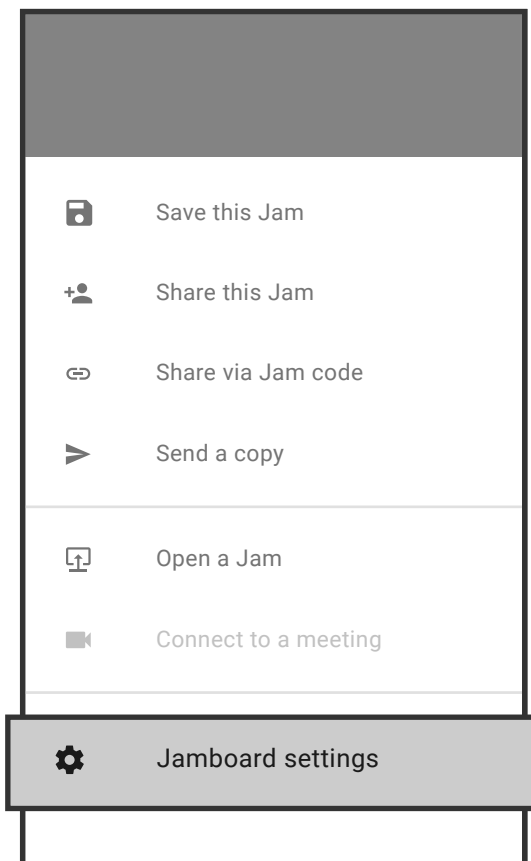 Save this Jam
Share this Jam
Share via Jam code
Send a copy
Open a Jam
Connect to a meeting
Jamboard settings